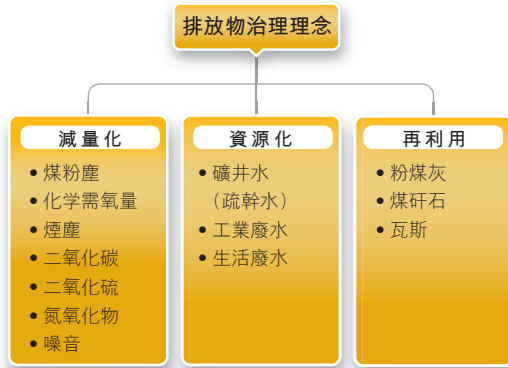 排放物治理理念
減量化
• 煤粉塵
• 化学需氧量
• 煙塵
• 二氧化碳
• 二氧化硫
• 氮氧化物
• 噪音
資源化
• 礦井水
（疏幹水）
• 工業廢水
• 生活廢水
再利用
• 粉煤灰
• 煤矸石
• 瓦斯